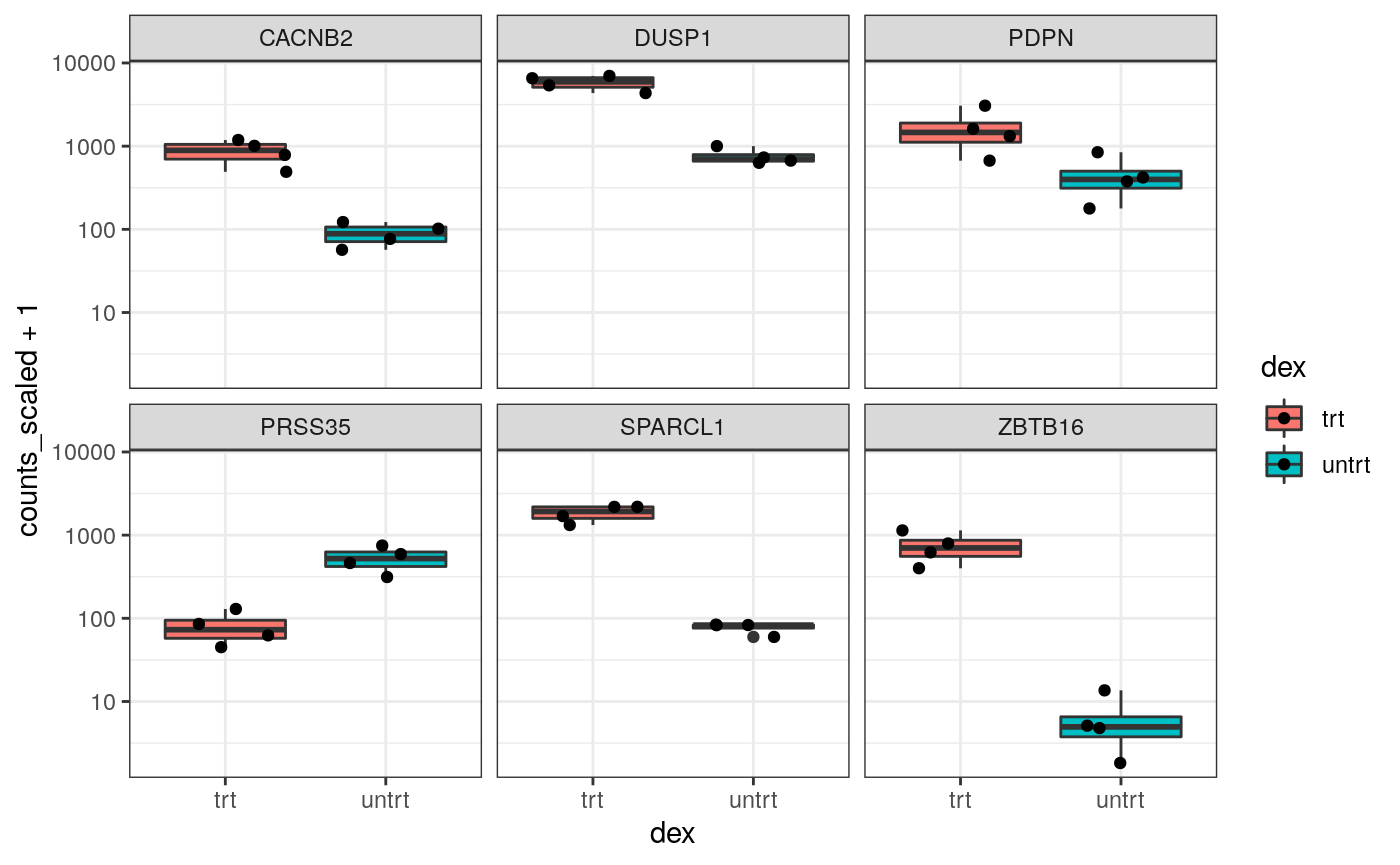 CACNB2 DUSP1 PDPN
10000
1000
100
10
PRSS35 SPARCL1 ZBTB16
10000
1000
100
10
trt untrt trt untrt trt untrt
dex
counts_scaled + 1
dex
trt
untrt